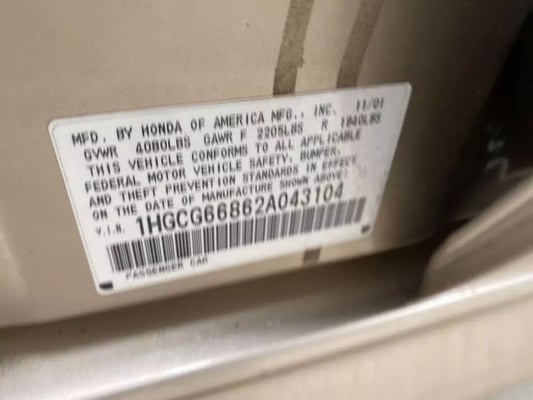 MFD. BY HONDA OF AMERICA MFG., INC. 11/01
GVWR 4080LBS GAWR F 2205LBS R 1840LBS
THIS VEHICLE CONFORMS TO ALL APPLICABLE
FEDERAL MOTOR VEHICLE SAFETY, BUMPER,
AND THEFT PREVENTION STANDARDS IN EFFECT
ON THE DATE OF MANUFACTURE SHOWN ABOVE.
V.I.N. 1HGCG66862A043104
PASSENGER CAR